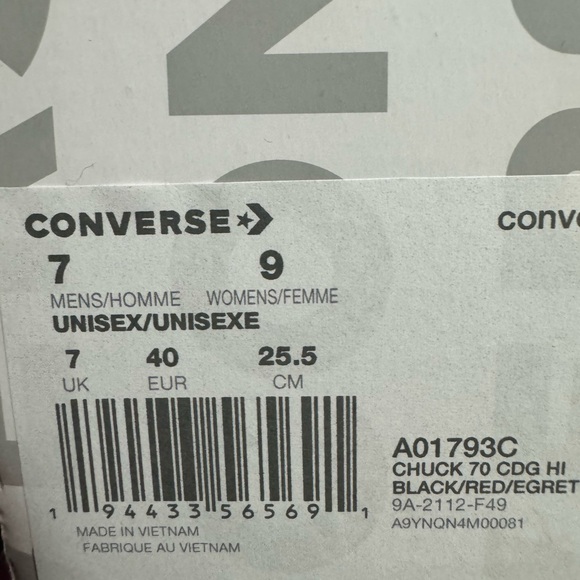 CONVERSE
conv
7 9
MENS/HOMME WOMENS/FEMME
UNISEX/UNISEXE
7 40 25.5
UK EUR CM
1 94433 56569 1
MADE IN VIETNAM
FABRIQUE AU VIETNAM
A01793C
CHUCK 70 CDG HI
BLACK/RED/EGRET
9A-2112-F49
A9YNQN4M00081